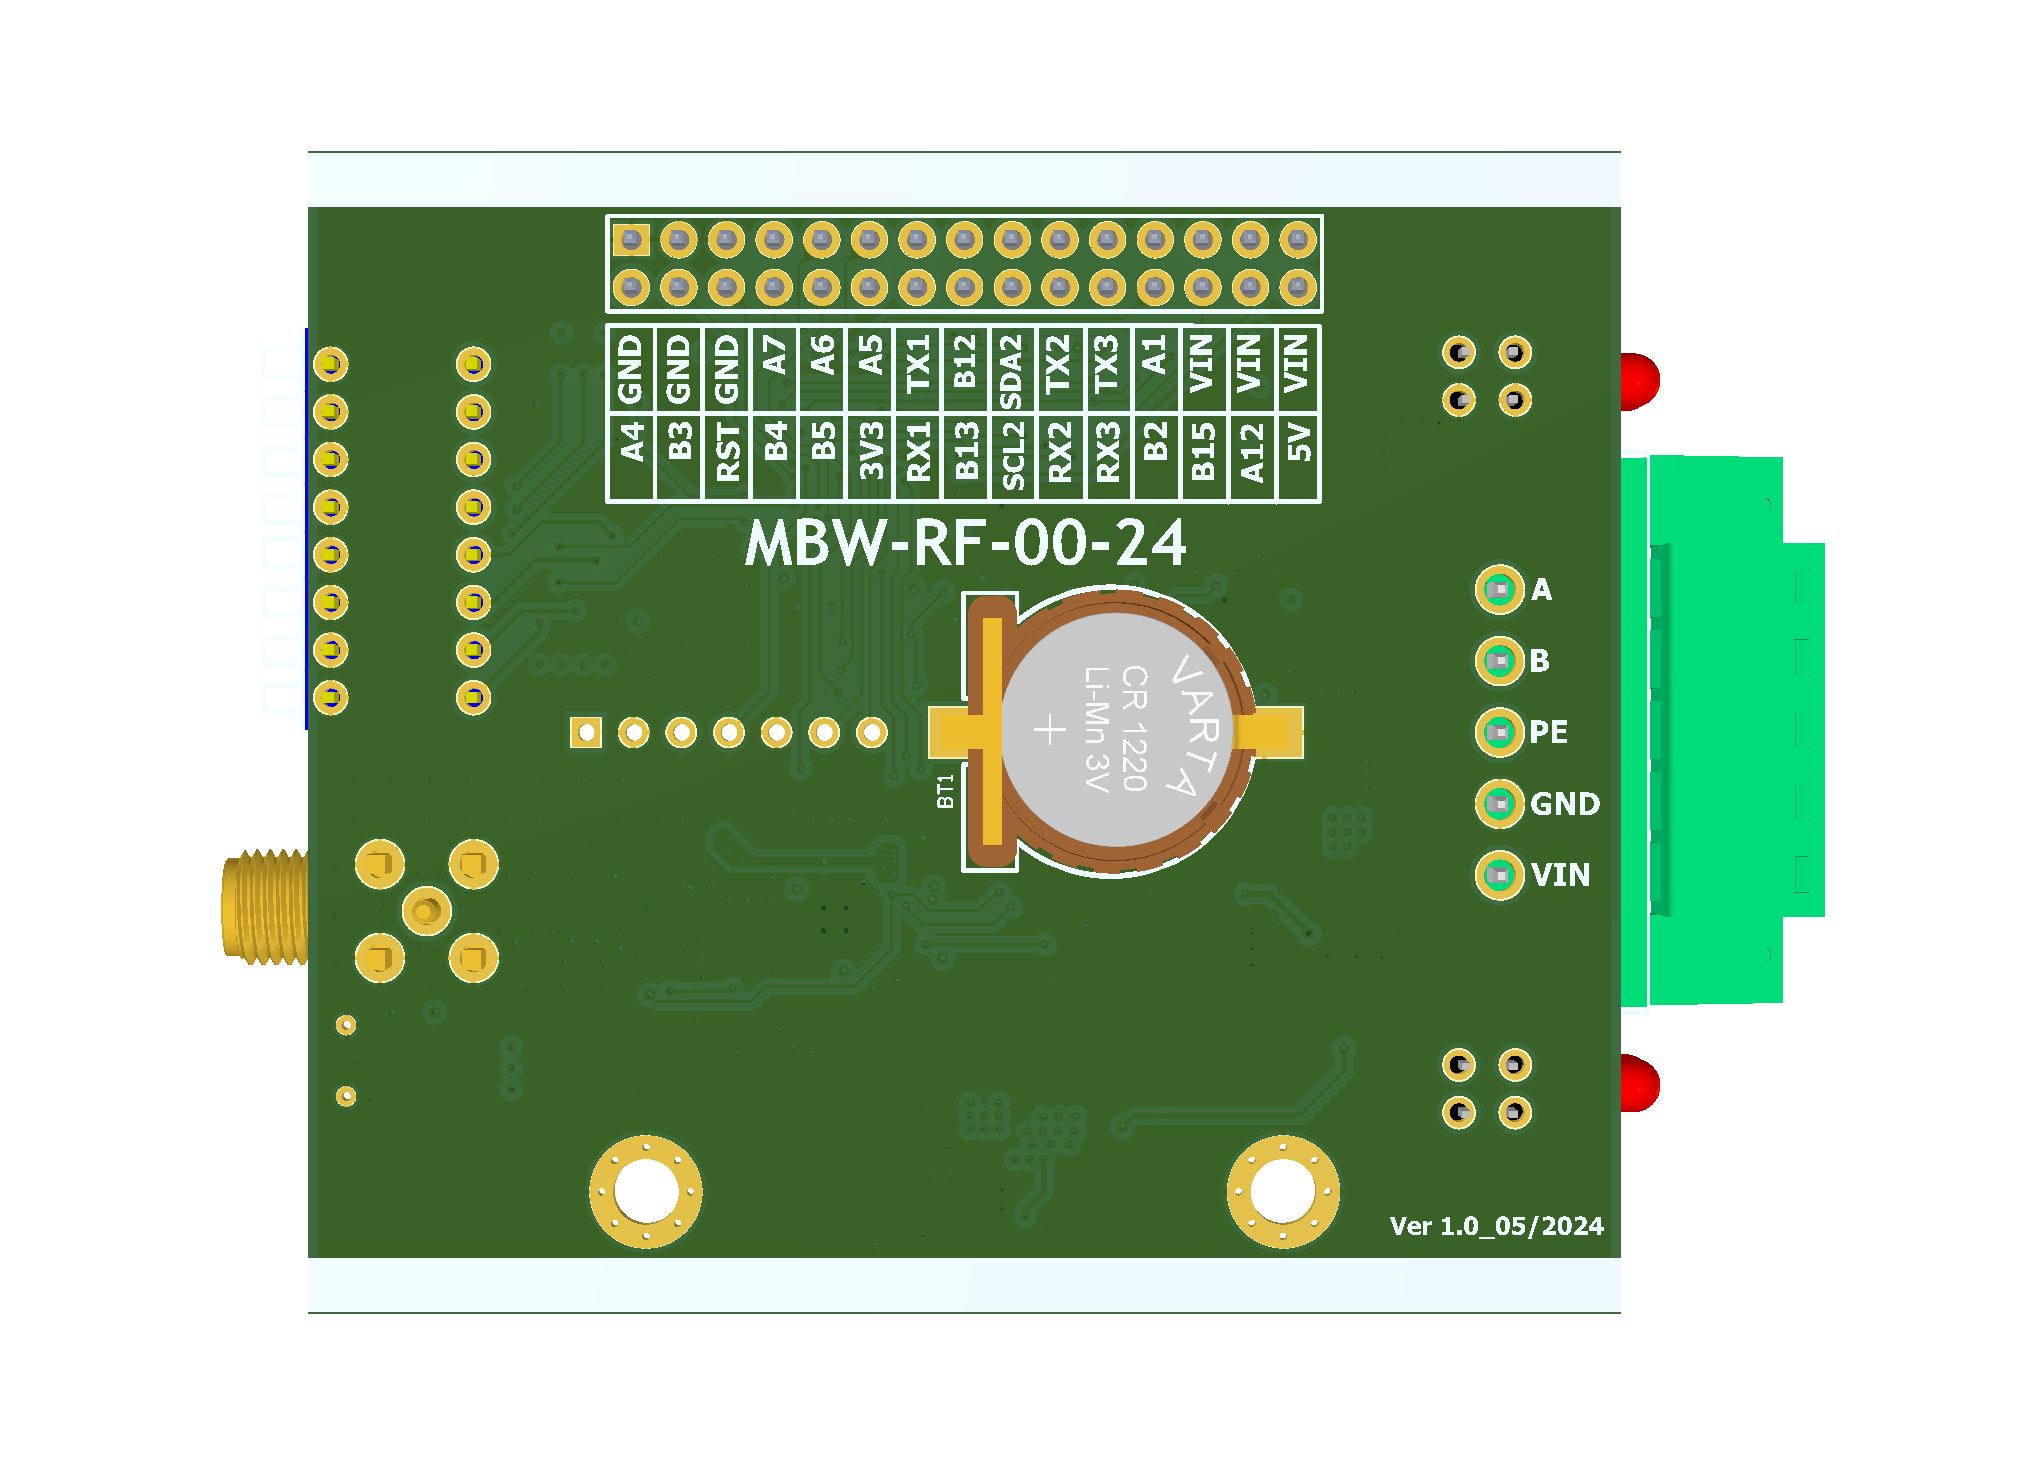 GND GND GND A7 A6 A5 TX1 B12 SDA2 TX2 TX3 A1 VIN VIN VIN
A4 B3 RST B4 B5 3V3 RX1 B13 SCL2 RX2 RX3 B2 B15 A12 5V
MBW-RF-00-24
A
B
PE
GND
VIN
BT1
VARTA
CR 1220
Li-Mn 3V
+
Ver 1.0_05/2024